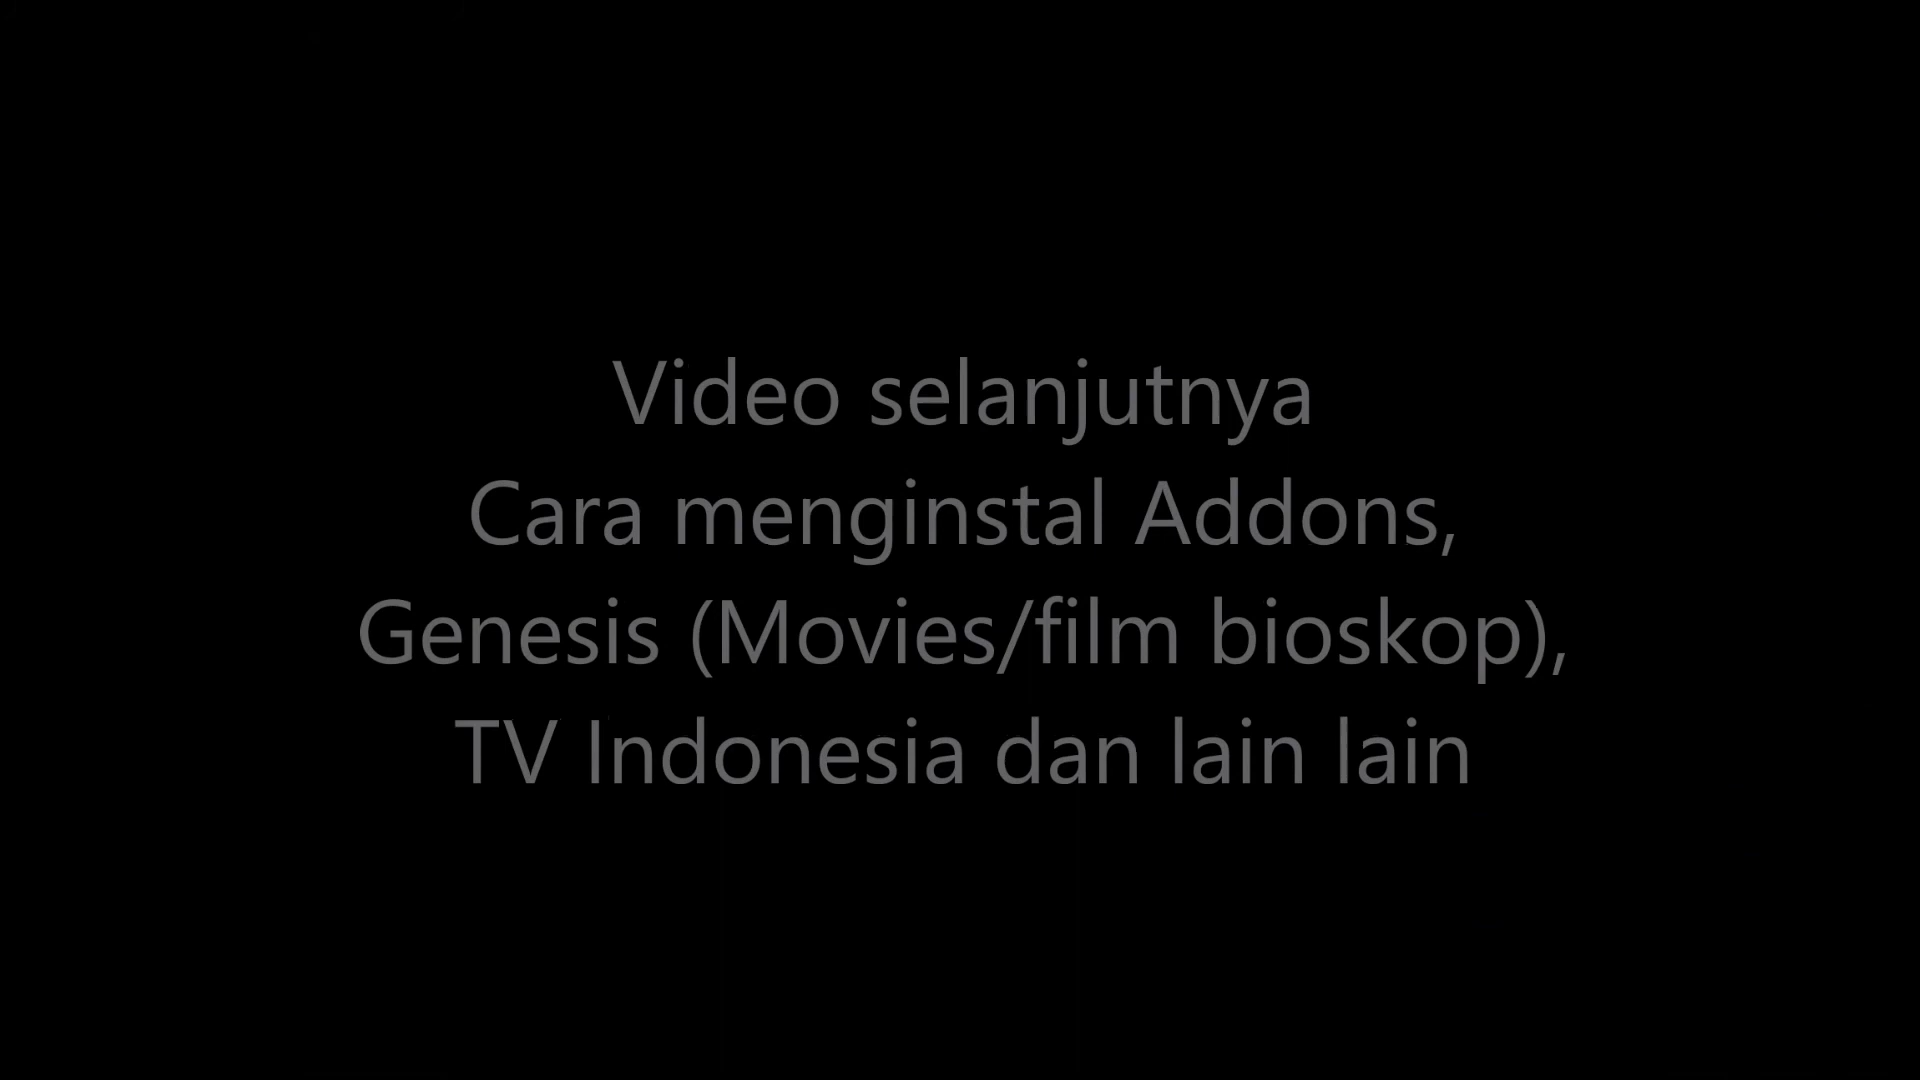 Video selanjutnya
Cara menginstal Addons,
Genesis (Movies/film bioskop),
TV Indonesia dan lain lain